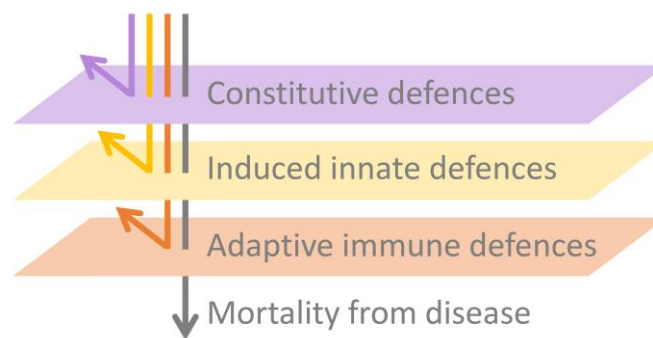 Constitutive defences
Induced innate defences
Adaptive immune defences
Mortality from disease